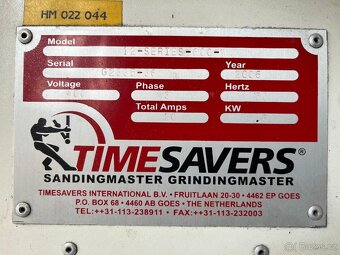 HM 022 044
Model
12-SERIES-
Serial
Year
Voltage
Phase
Hertz
Total Amps
KW
TIMESAVERS®
SANDINGMASTER GRINDINGMASTER
TIMESAVERS INTERNATIONAL B.V. • FRUITLAAN 20-30 • 4462 EP GOES
P.O. BOX 68 • 4460 AB GOES • THE NETHERLANDS
TEL:++31-113-238911 • FAX:++31-113-232003